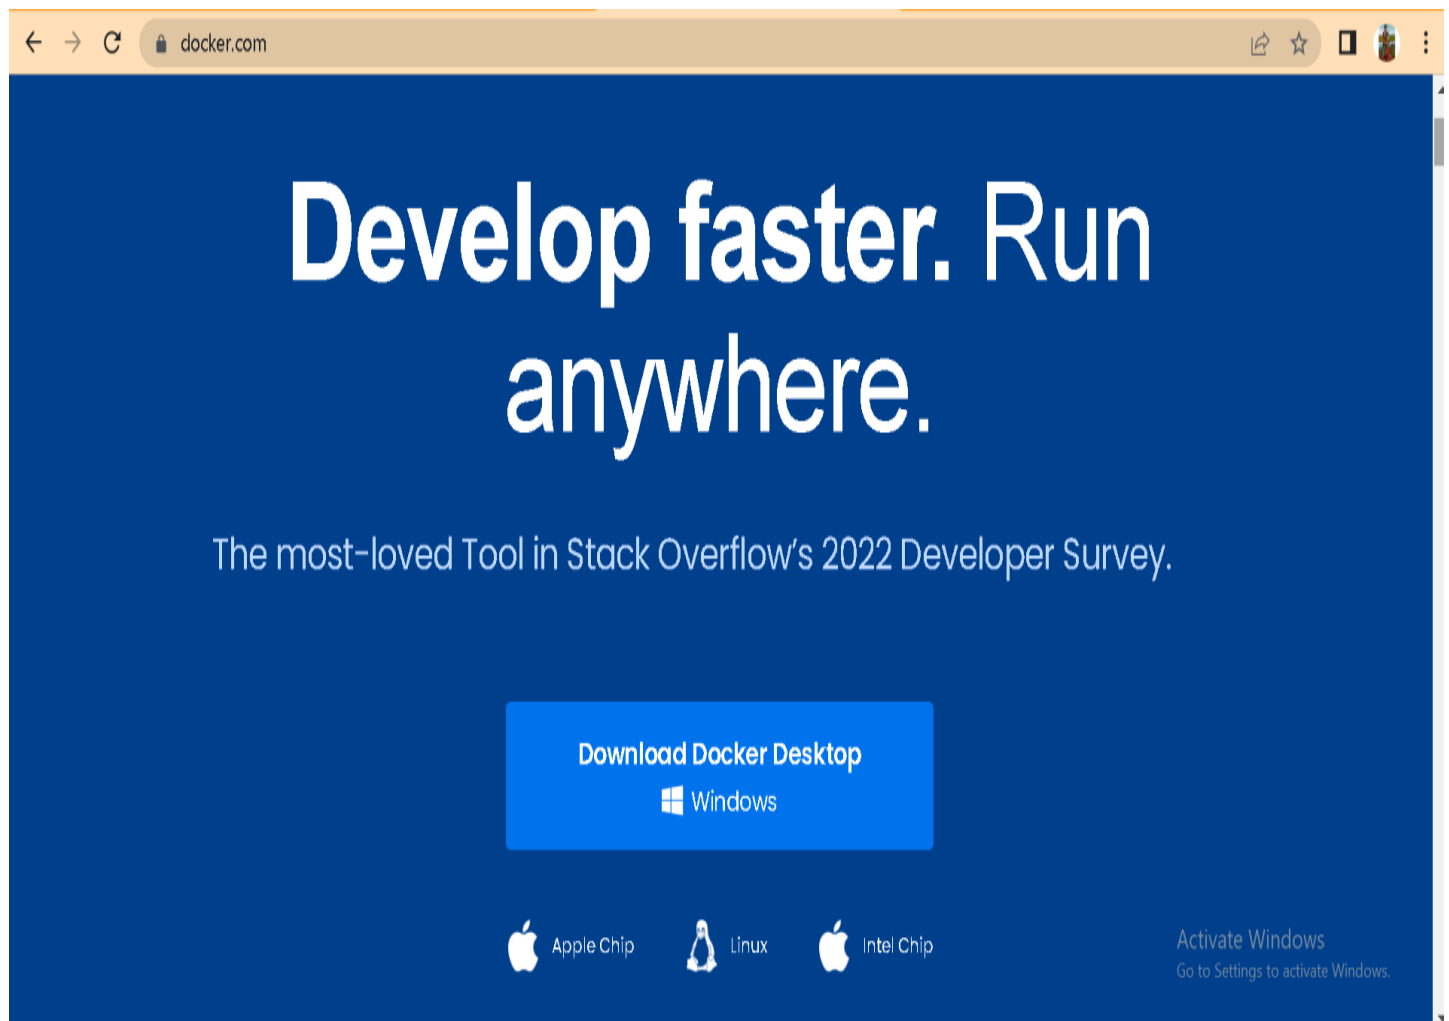 docker.com
Develop faster. Run
anywhere.
The most-loved Tool in Stack Overflow's 2022 Developer Survey.
Download Docker Desktop
Windows
Apple Chip Linux Intel Chip
Activate Windows
Go to Settings to activate Windows.